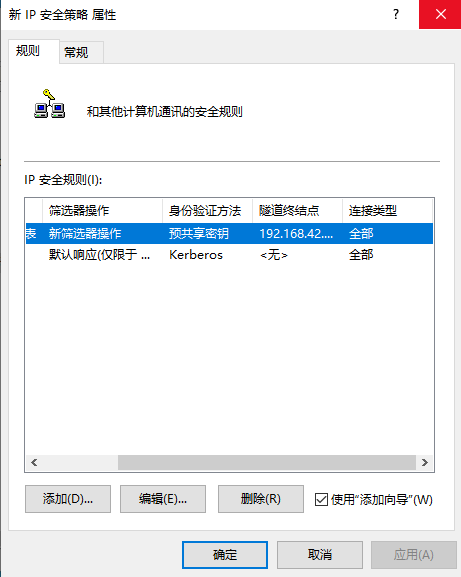 新 IP 安全策略 属性
?
规则 常规
和其他计算机通讯的安全规则
IP 安全规则(I):
筛选器操作 身份验证方法 隧道终结点 连接类型
表 新筛选器操作 预共享密钥 192.168.42.... 全部
默认响应(仅限于 ... Kerberos <无> 全部
添加(D)... 编辑(E)... 删除(R) 使用“添加向导”(W)
确定 取消 应用(A)